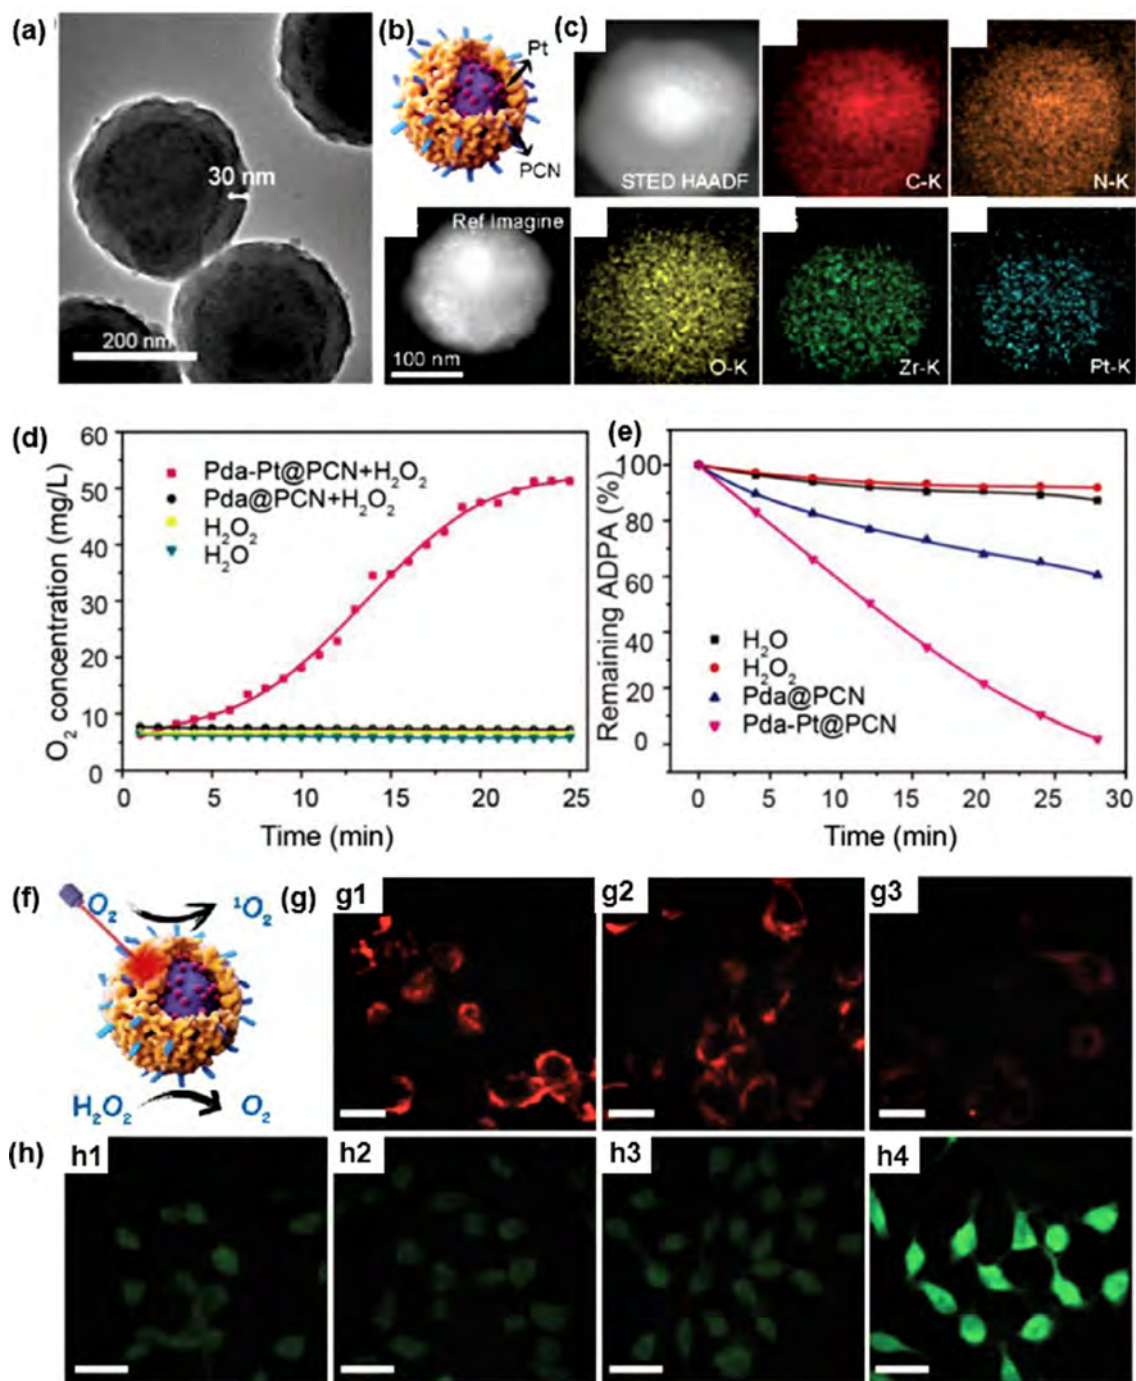 (a)
30 nm
200 nm
(b)
Pt
PCN
(c)
STED HAADF
C-K
N-K
Ref Imagine
100 nm
O-K
Zr-K
Pt-K
(d)
O₂ concentration (mg/L)
60
50
40
30
20
10
0
Pda-Pt@PCN+H₂O₂
Pda@PCN+H₂O₂
H₂O₂
H₂O
0 5 10 15 20 25
Time (min)
(e)
Remaining ADPA (%)
100
80
60
40
20
0
H₂O
H₂O₂
Pda@PCN
Pda-Pt@PCN
0 5 10 15 20 25 30
Time (min)
(f)
O₂ ¹O₂
H₂O₂ O₂
(g)
g1
g2
g3
(h)
h1
h2
h3
h4